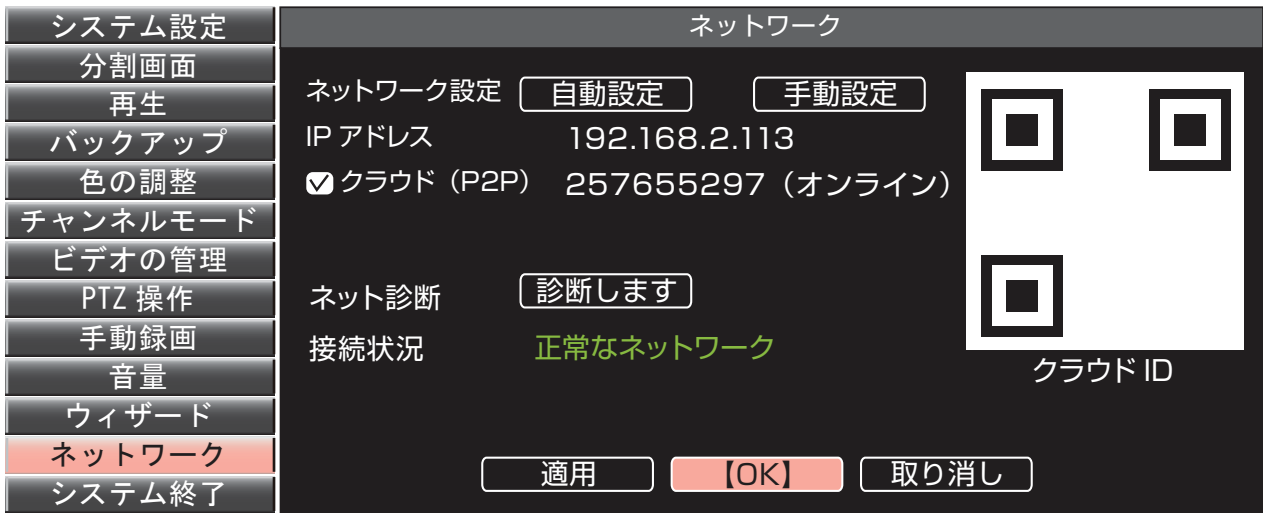 システム設定
分割画面
再生
バックアップ
色の調整
チャンネルモード
ビデオの管理
PTZ 操作
手動録画
音量
ウィザード
ネットワーク
システム終了
ネットワーク
ネットワーク設定 自動設定 手動設定
IP アドレス 192.168.2.113
クラウド（P2P） 257655297（オンライン）
ネット診断 診断します
接続状況 正常なネットワーク
クラウド ID
適用 【OK】 取り消し